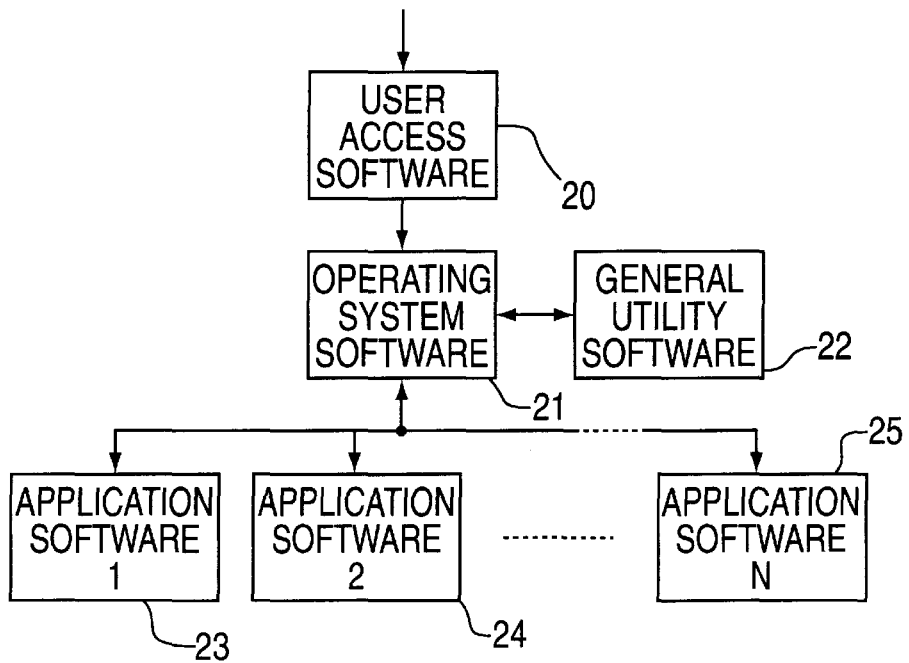 USER
ACCESS
SOFTWARE
20
OPERATING
SYSTEM
SOFTWARE
21
GENERAL
UTILITY
SOFTWARE
22
APPLICATION
SOFTWARE
1
23
APPLICATION
SOFTWARE
2
24
25
APPLICATION
SOFTWARE
N